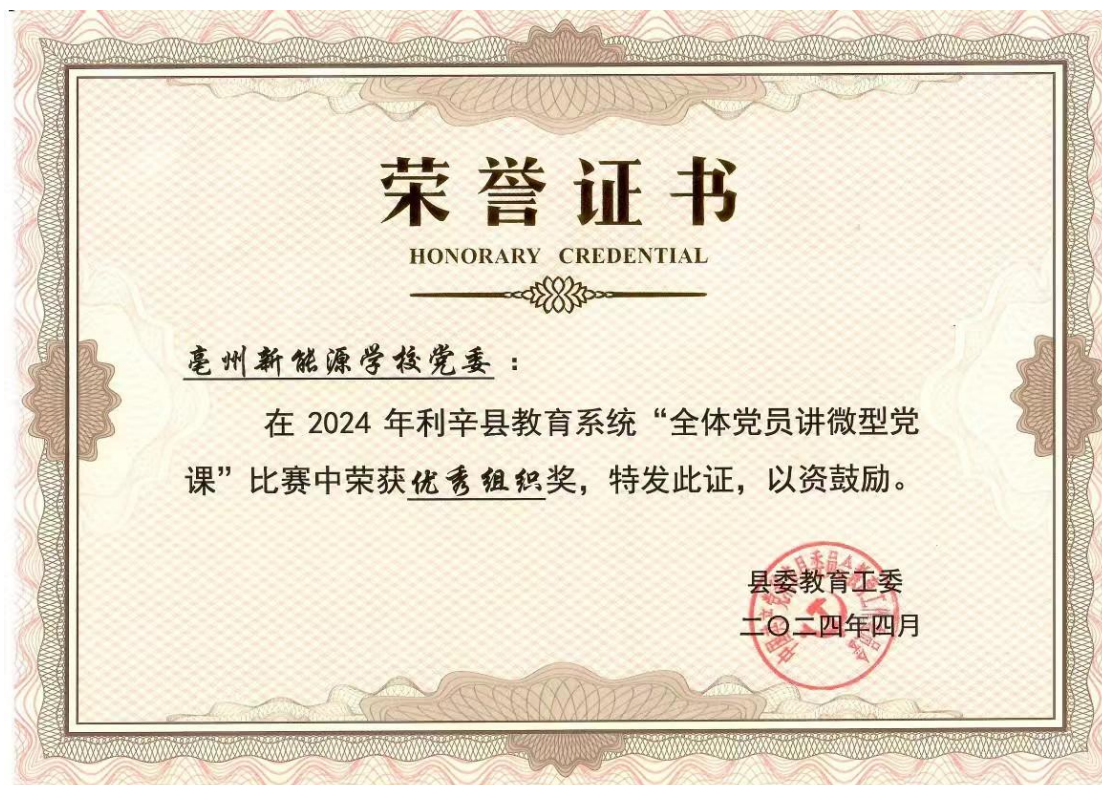 荣誉证书
HONORARY CREDENTIAL
亳州新能源学校党委：
在 2024 年利辛县教育系统“全体党员讲微型党
课”比赛中荣获优秀组织奖，特发此证，以资鼓励。
县委教育工委
二〇二四年四月